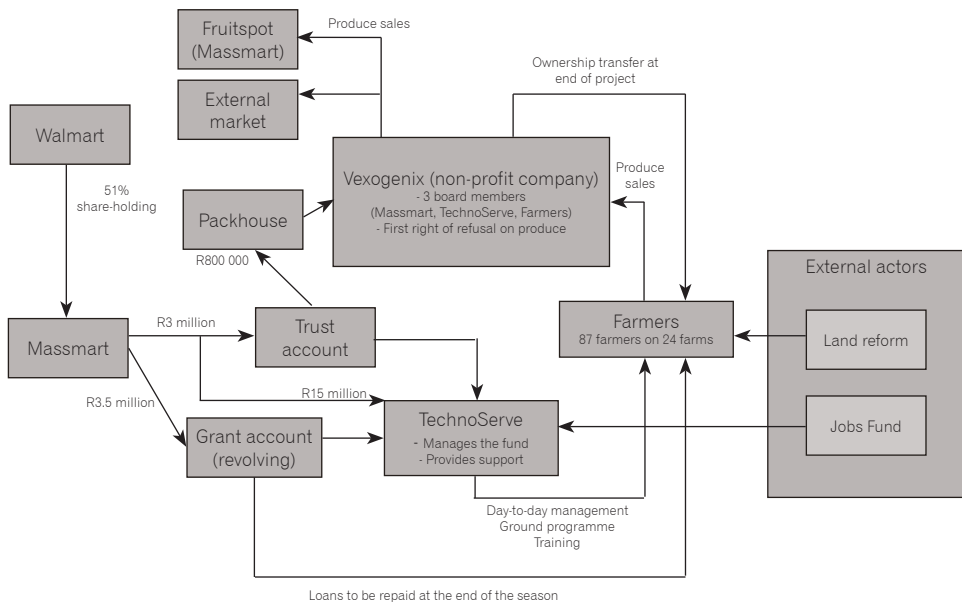 Fruitspot
(Massmart)
Produce sales
External
market
Ownership transfer at
end of project
Walmart
51%
share-holding
Vexogenix (non-profit company)
- 3 board members
(Massmart, TechnoServe, Farmers)
- First right of refusal on produce
Produce
sales
Packhouse
R800 000
External actors
Massmart
R3 million
Trust
account
Farmers
87 farmers on 24 farms
Land reform
R15 million
R3.5 million
Grant account
(revolving)
TechnoServe
- Manages the fund
- Provides support
Jobs Fund
Day-to-day management
Ground programme
Training
Loans to be repaid at the end of the season